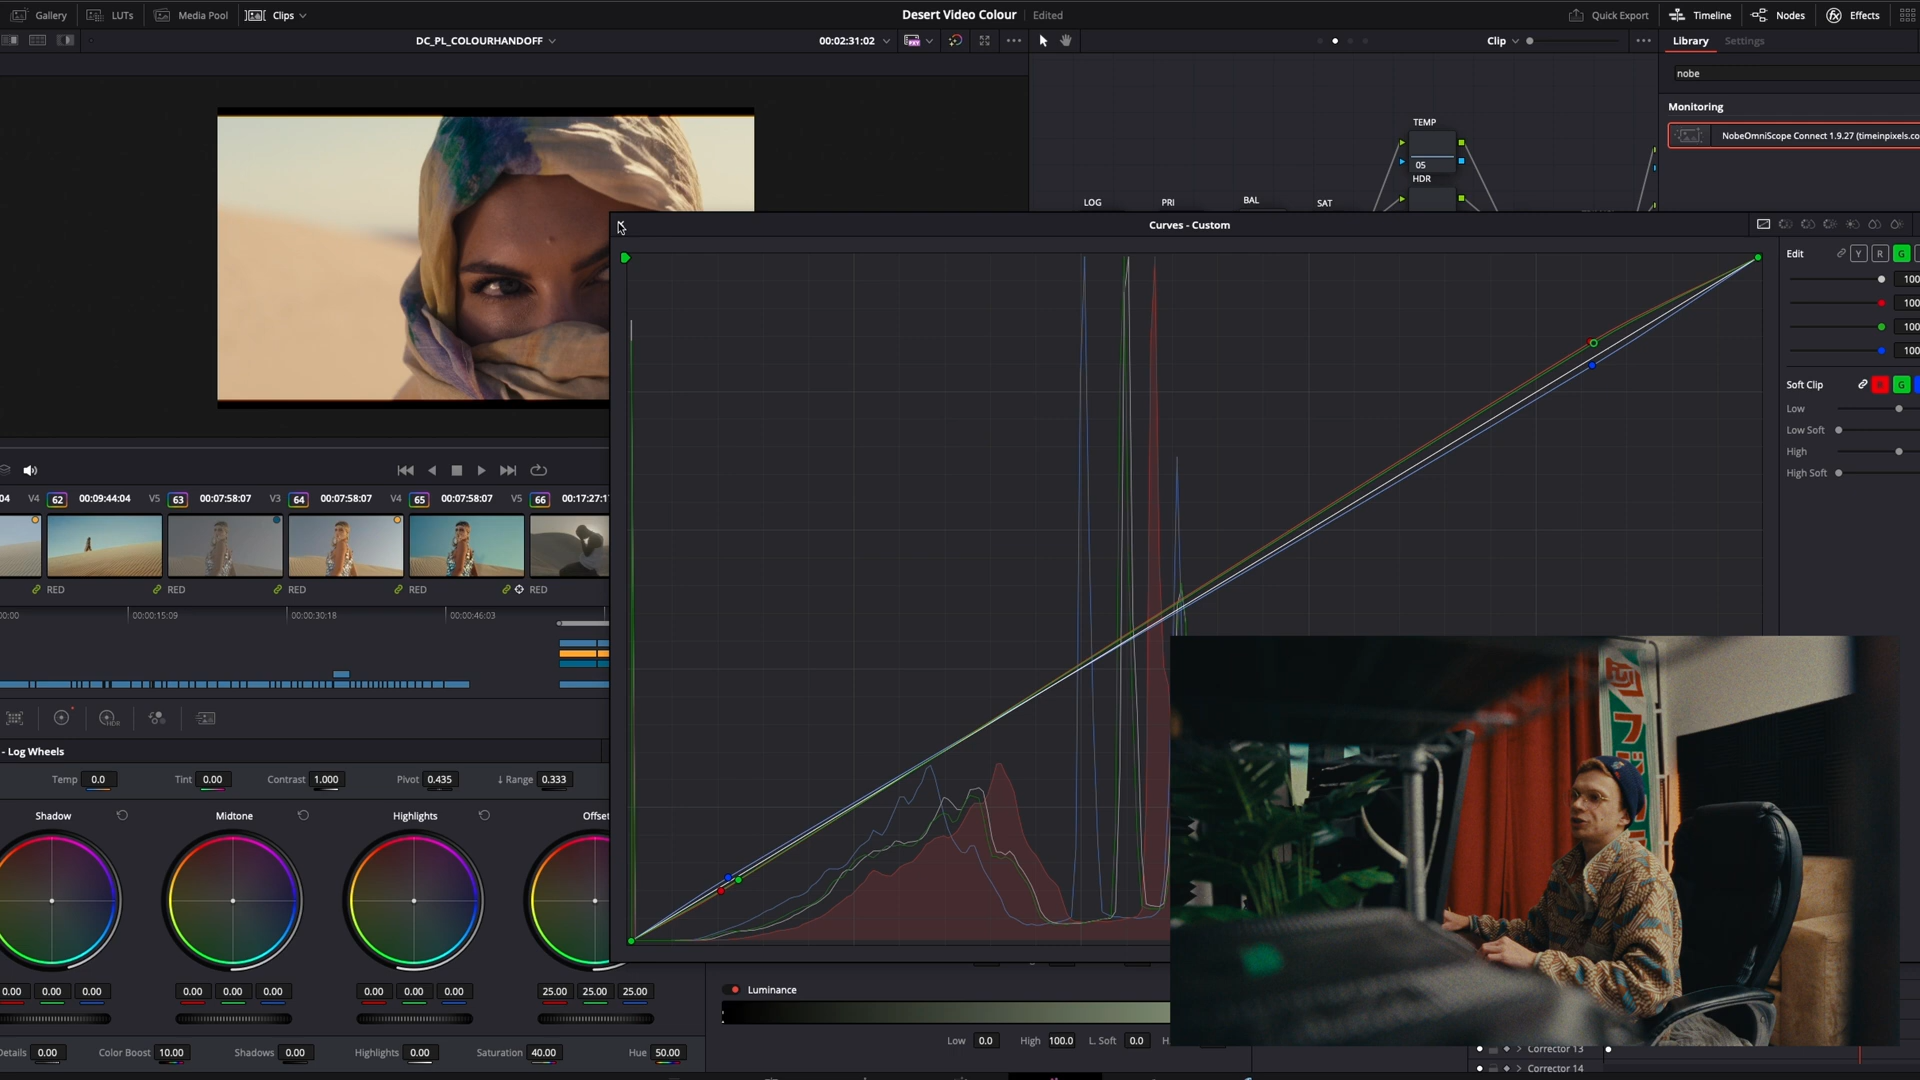 Gallery LUTs Media Pool Clips Desert Video Colour Edited Quick Export Timeline Nodes fx Effects
DC_PL_COLOURHANDOFF 00:02:31:02 Clip Library Settings
nobe
Monitoring
NobeOmniScope Connect 1.9.27 (timeinpixels.co
TEMP
05
HDR
LOG PRI BAL SAT
Curves - Custom
Edit Y R G
100
100
100
100
Soft Clip R G
Low
Low Soft
High
High Soft
04 V4 62 00:09:44:04 V5 63 00:07:58:07 V3 64 00:07:58:07 V4 65 00:07:58:07 V5 66 00:17:27:1
RED RED RED RED RED
00:00 00:00:15:09 00:00:30:18 00:00:46:03
HDR
- Log Wheels
Temp 0.0 Tint 0.00 Contrast 1.000 Pivot 0.435 ↓ Range 0.333
Shadow Midtone Highlights Offset
0.00 0.00 0.00 0.00 0.00 0.00 0.00 0.00 0.00 25.00 25.00 25.00
Details 0.00 Color Boost 10.00 Shadows 0.00 Highlights 0.00 Saturation 40.00 Hue 50.00
Luminance
Low 0.0 High 100.0 L. Soft 0.0 H.
Corrector 13
Corrector 14